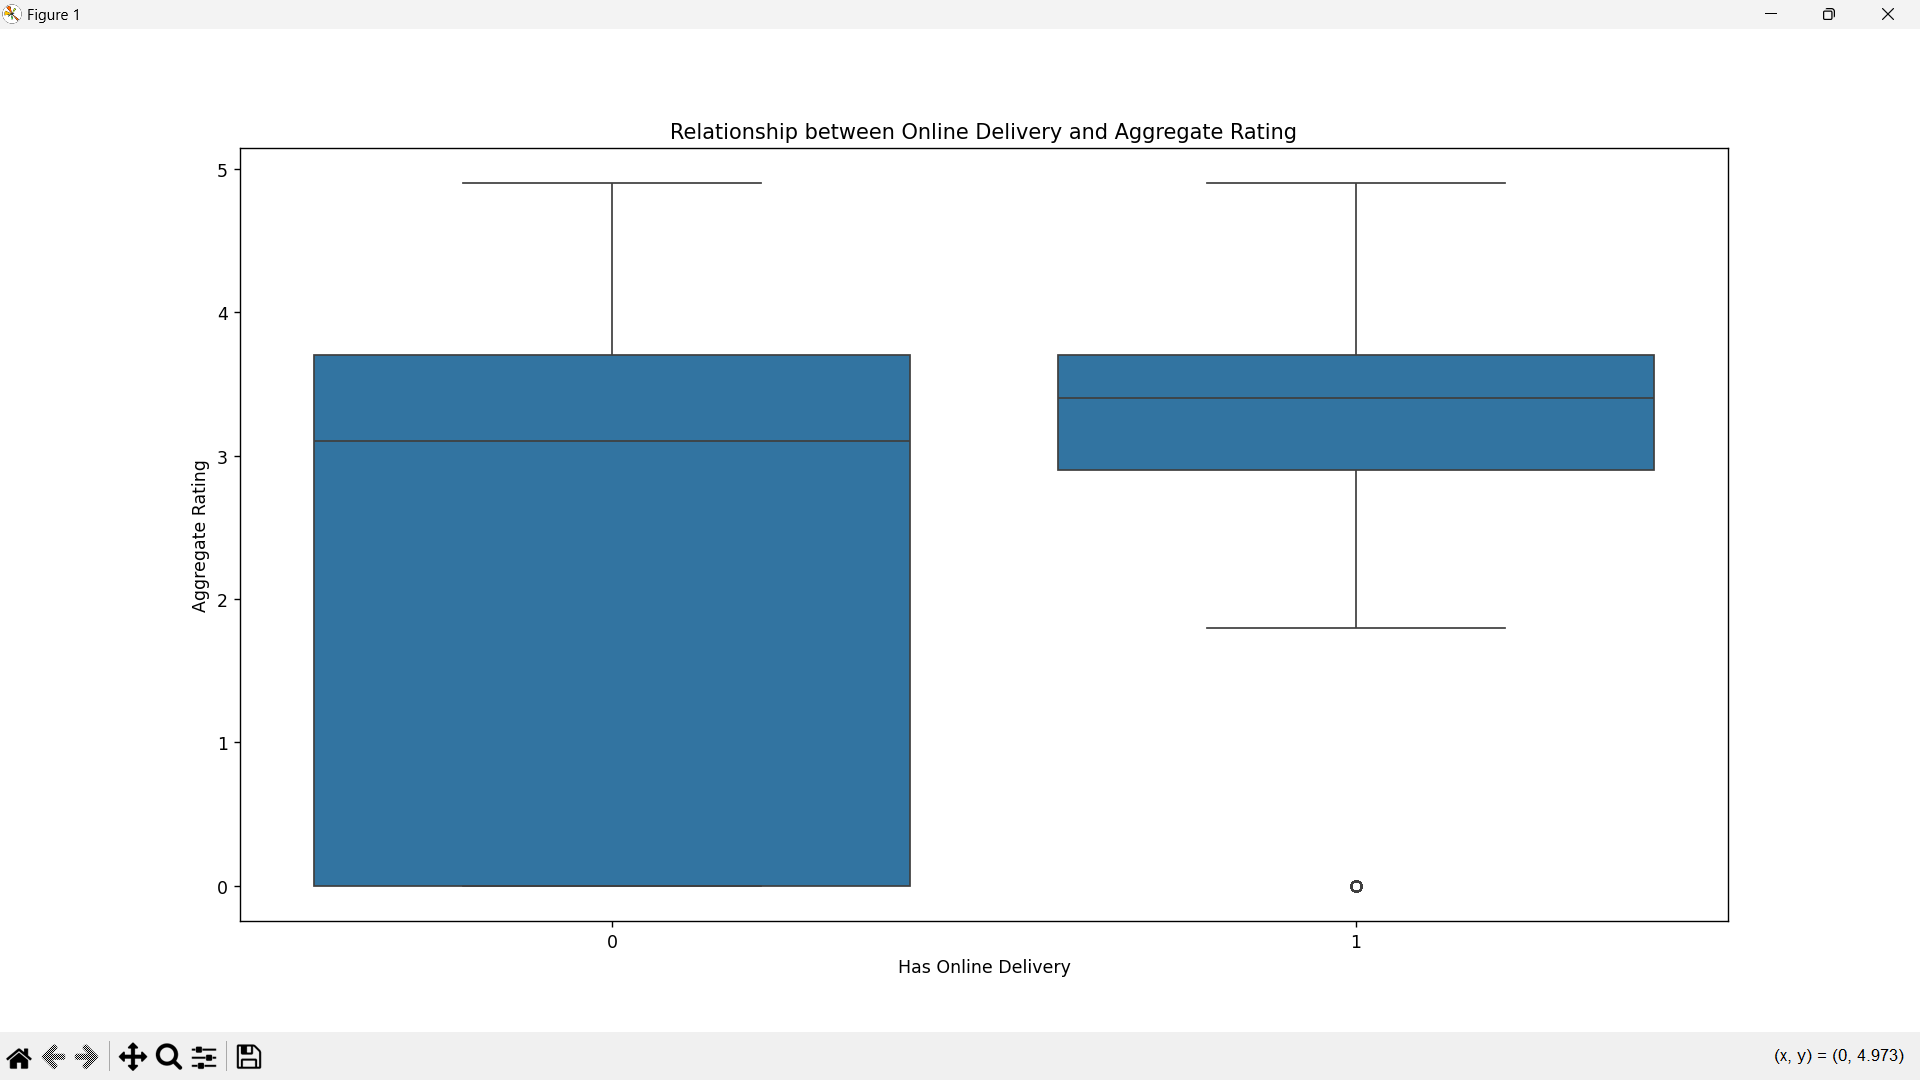 Figure 1
Relationship between Online Delivery and Aggregate Rating
5
4
3
2
1
0
Aggregate Rating
0 1
Has Online Delivery
(x, y) = (0, 4.973)